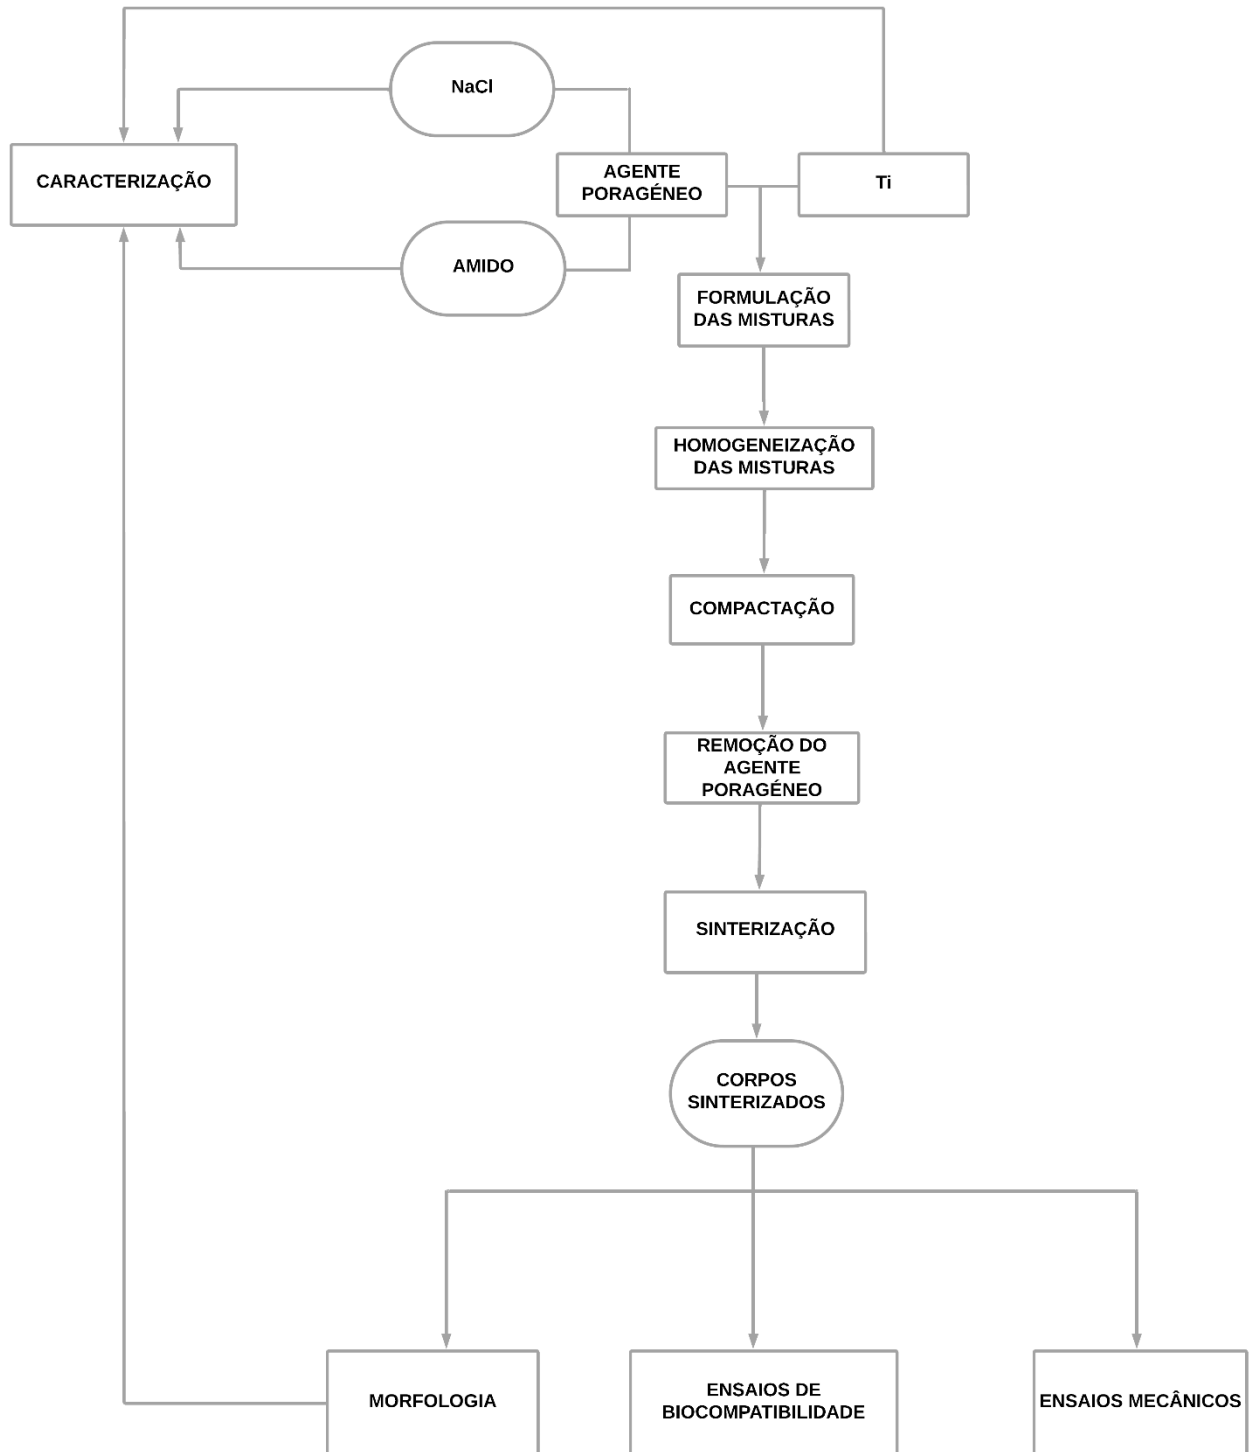 NaCl
CARACTERIZAÇÃO
AGENTE
PORAGÉNEO
Ti
AMIDO
FORMULAÇÃO
DAS MISTURAS
HOMOGENEIZAÇÃO
DAS MISTURAS
COMPACTAÇÃO
REMOÇÃO DO
AGENTE
PORAGÉNEO
SINTERIZAÇÃO
CORPOS
SINTERIZADOS
MORFOLOGIA
ENSAIOS DE
BIOCOMPATIBILIDADE
ENSAIOS MECÂNICOS